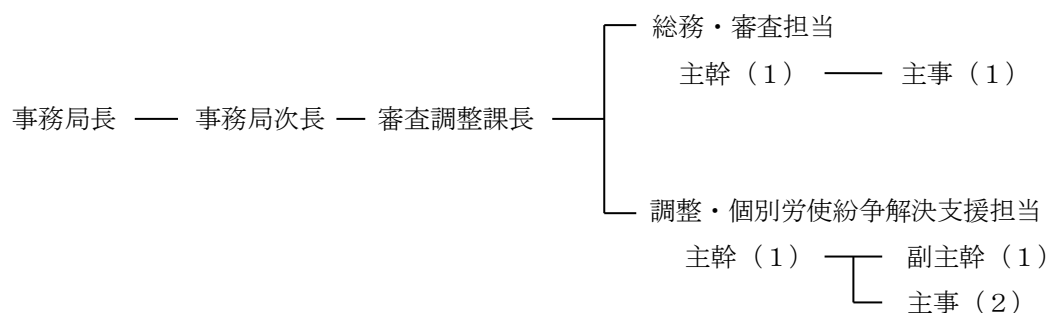 総務・審査担当
主幹(1) 主事(1)
事務局長 事務局次長 審査調整課長
調整・個別労使紛争解決支援担当
主幹(1) 副主幹(1)
主事(2)